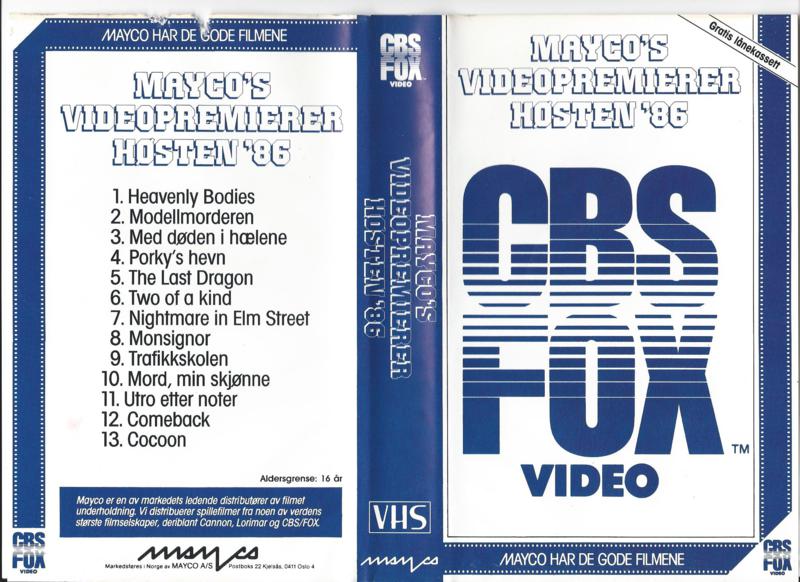 MAYCO HAR DE GODE FILMENE
MAYCO'S
VIDEOPREMIERER
HØSTEN '86
1. Heavenly Bodies
2. Modellmorderen
3. Med døden i hælene
4. Porky's hevn
5. The Last Dragon
6. Two of a kind
7. Nightmare in Elm Street
8. Monsignor
9. Trafikkskolen
10. Mord, min skjønne
11. Utro etter noter
12. Comeback
13. Cocoon
Aldersgrense: 16 år
Mayco er en av markedets ledende distributører av filmet
underholdning. Vi distribuerer spillefilmer fra noen av verdens
største filmselskaper, deriblant Cannon, Lorimar og CBS/FOX.
CBS
FOX
VIDEO
mayco
Markedsføres i Norge av MAYCO A/S Postboks 22 Kjelsås, 0411 Oslo 4
CBS
FOX
VIDEO
MAYCO'S
VIDEOPREMIERER
HØSTEN '86
VHS
mayco
Gratis lånekassett
MAYCO'S
VIDEOPREMIERER
HØSTEN '86
CBS
FOX
TM
VIDEO
MAYCO HAR DE GODE FILMENE
CBS
FOX
VIDEO